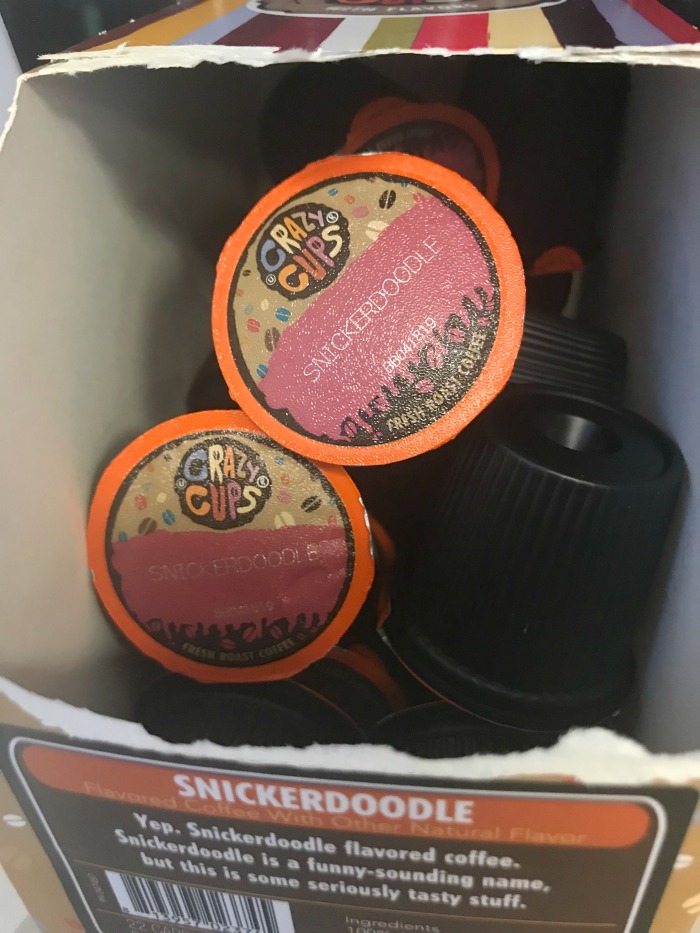 CRAZY
CUPS
SNICKERDOODLE
FRESH ROAST COFFEE
CRAZY
CUPS
SNICKERDOODLE
FRESH ROAST COFFEE
SNICKERDOODLE
Flavored Coffee With Other Natural Flavor
Yep. Snickerdoodle flavored coffee.
Snickerdoodle is a funny-sounding name,
but this is some seriously tasty stuff.
Ingredients